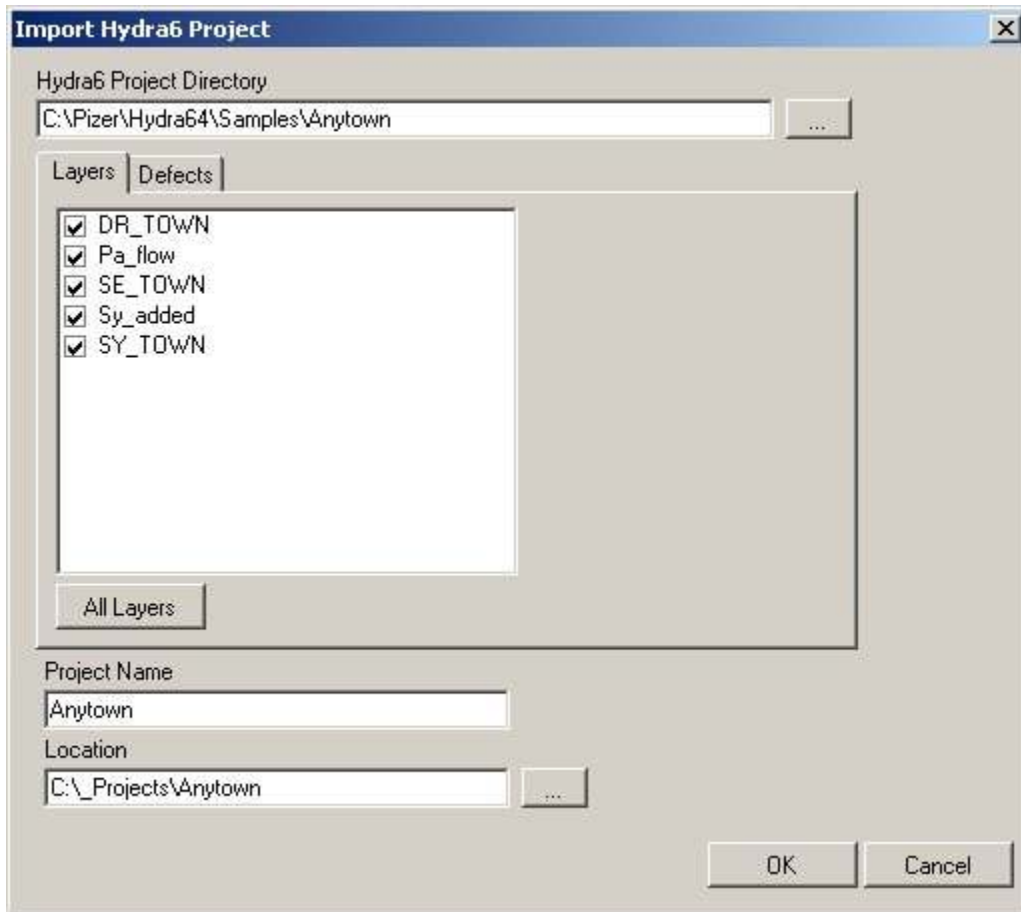 Import Hydra6 Project
Hydra6 Project Directory
C:\Pizer\Hydra64\Samples\Anytown
...
Layers
Defects
DR_TOWN
Pa_flow
SE_TOWN
Sy_added
SY_TOWN
All Layers
Project Name
Anytown
Location
C:\_Projects\Anytown
...
OK
Cancel